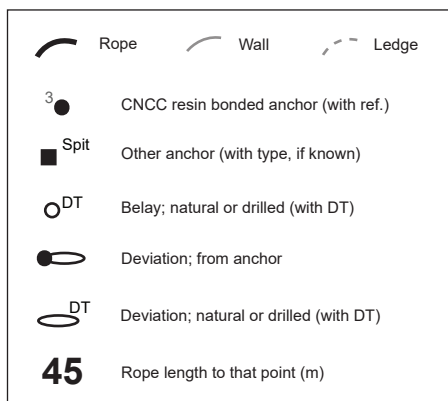 Rope Wall Ledge
3 CNCC resin bonded anchor (with ref.)
Spit Other anchor (with type, if known)
DT Belay; natural or drilled (with DT)
Deviation; from anchor
DT Deviation; natural or drilled (with DT)
45 Rope length to that point (m)